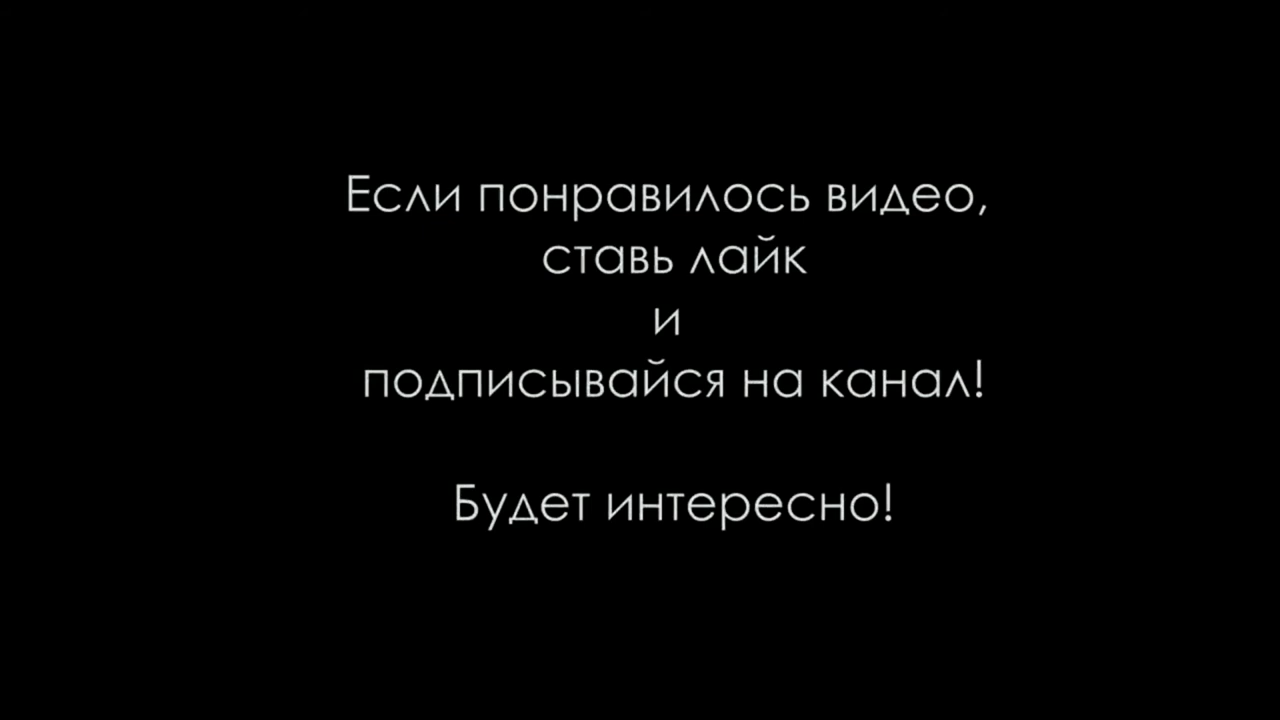 Если понравилось видео,
ставь лайк
и
подписывайся на канал!
Будет интересно!